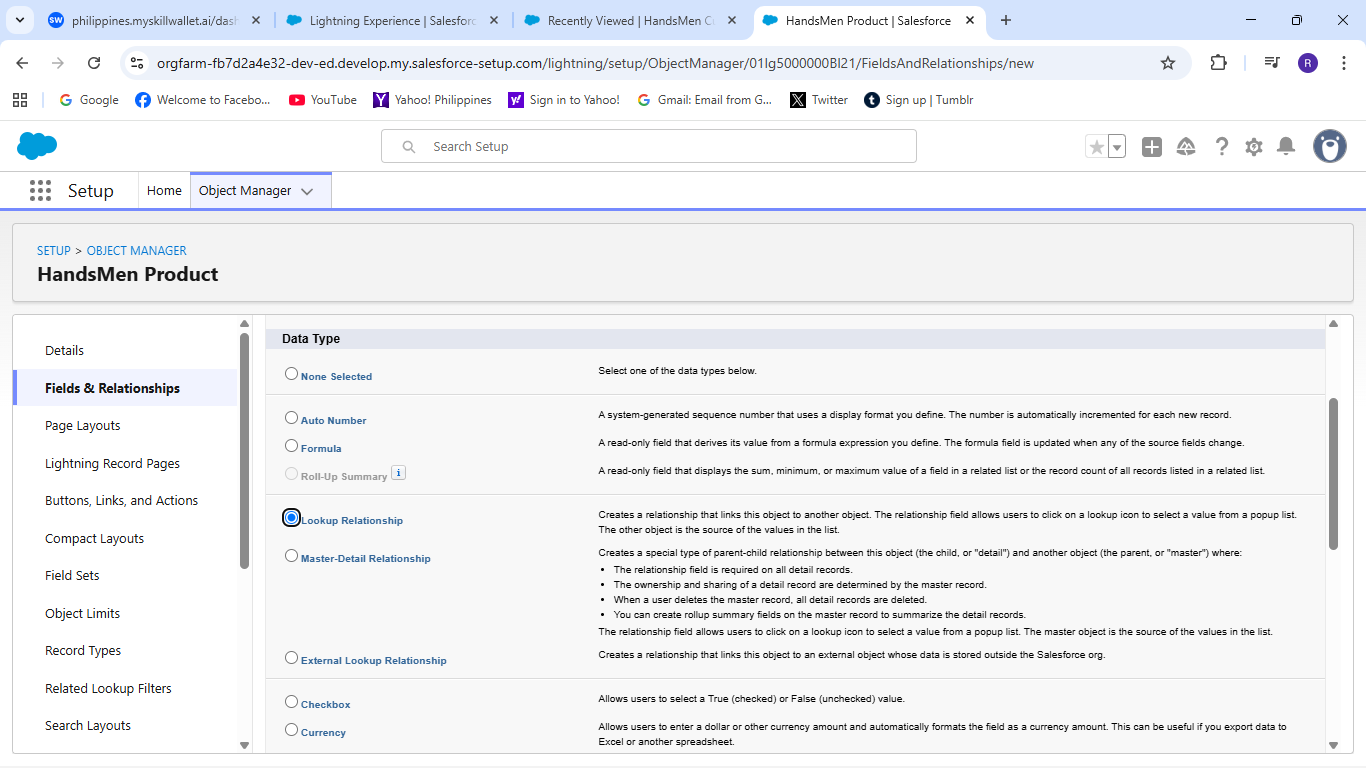 philippines.myskillwallet.ai/dash
Lightning Experience | Salesforc
Recently Viewed | HandsMen Cu
HandsMen Product | Salesforce
orgfarm-fb7d2a4e32-dev-ed.develop.my.salesforce-setup.com/lightning/setup/ObjectManager/01Ig5000000Bl21/FieldsAndRelationships/new
R
Google
Welcome to Facebo...
YouTube
Yahoo! Philippines
Sign in to Yahoo!
Gmail: Email from G...
Twitter
Sign up | Tumblr
Search Setup
Setup
Home
Object Manager
SETUP > OBJECT MANAGER
HandsMen Product
Details
Fields & Relationships
Page Layouts
Lightning Record Pages
Buttons, Links, and Actions
Compact Layouts
Field Sets
Object Limits
Record Types
Related Lookup Filters
Search Layouts
Data Type
None Selected
Select one of the data types below.
Auto Number
A system-generated sequence number that uses a display format you define. The number is automatically incremented for each new record.
Formula
A read-only field that derives its value from a formula expression you define. The formula field is updated when any of the source fields change.
Roll-Up Summary
A read-only field that displays the sum, minimum, or maximum value of a field in a related list or the record count of all records listed in a related list.
Lookup Relationship
Creates a relationship that links this object to another object. The relationship field allows users to click on a lookup icon to select a value from a popup list.
The other object is the source of the values in the list.
Master-Detail Relationship
Creates a special type of parent-child relationship between this object (the child, or "detail") and another object (the parent, or "master") where:
• The relationship field is required on all detail records.
• The ownership and sharing of a detail record are determined by the master record.
• When a user deletes the master record, all detail records are deleted.
• You can create rollup summary fields on the master record to summarize the detail records.
The relationship field allows users to click on a lookup icon to select a value from a popup list. The master object is the source of the values in the list.
External Lookup Relationship
Creates a relationship that links this object to an external object whose data is stored outside the Salesforce org.
Checkbox
Allows users to select a True (checked) or False (unchecked) value.
Currency
Allows users to enter a dollar or other currency amount and automatically formats the field as a currency amount. This can be useful if you export data to
Excel or another spreadsheet.